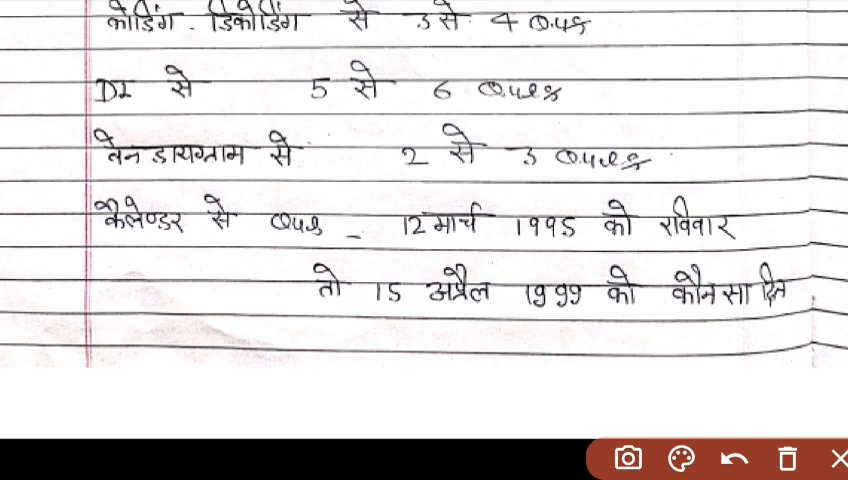 कोडिंग - डिकोडिंग से 3 से 4 Ques
DI से 5 से 6 Ques
वेन डायग्राम से 2 से 3 Ques
कैलेण्डर से Ques - 12 मार्च 1995 को रविवार
तो 15 अप्रैल 1999 को कौन सा दिन